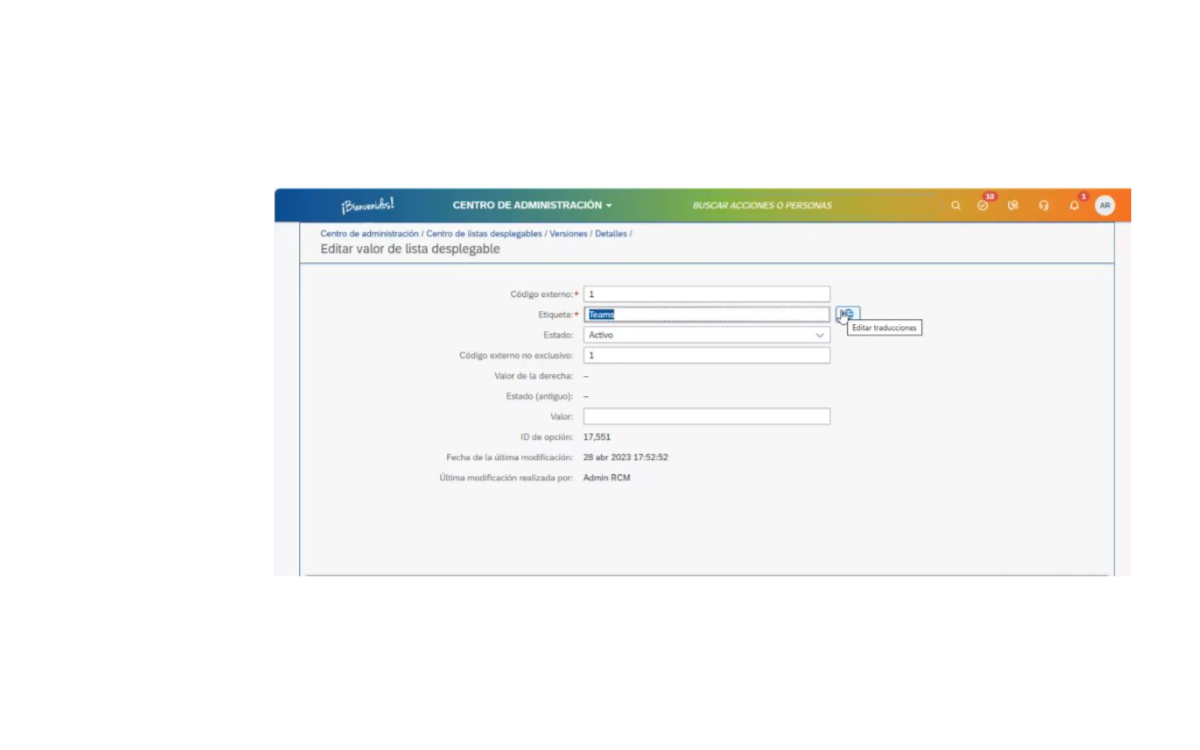 ¡Bienvenidos! CENTRO DE ADMINISTRACIÓN BUSCAR ACCIONES O PERSONAS 10 1 AR
Centro de administración / Centro de listas desplegables / Versiones / Detalles /
Editar valor de lista desplegable
Código externo:* 1
Etiqueta:* Teams
Editar traducciones
Estado: Activo
Código externo no exclusivo: 1
Valor de la derecha: –
Estado (antiguo): –
Valor:
ID de opción: 17,551
Fecha de la última modificación: 28 abr 2023 17:52:52
Última modificación realizada por: Admin RCM